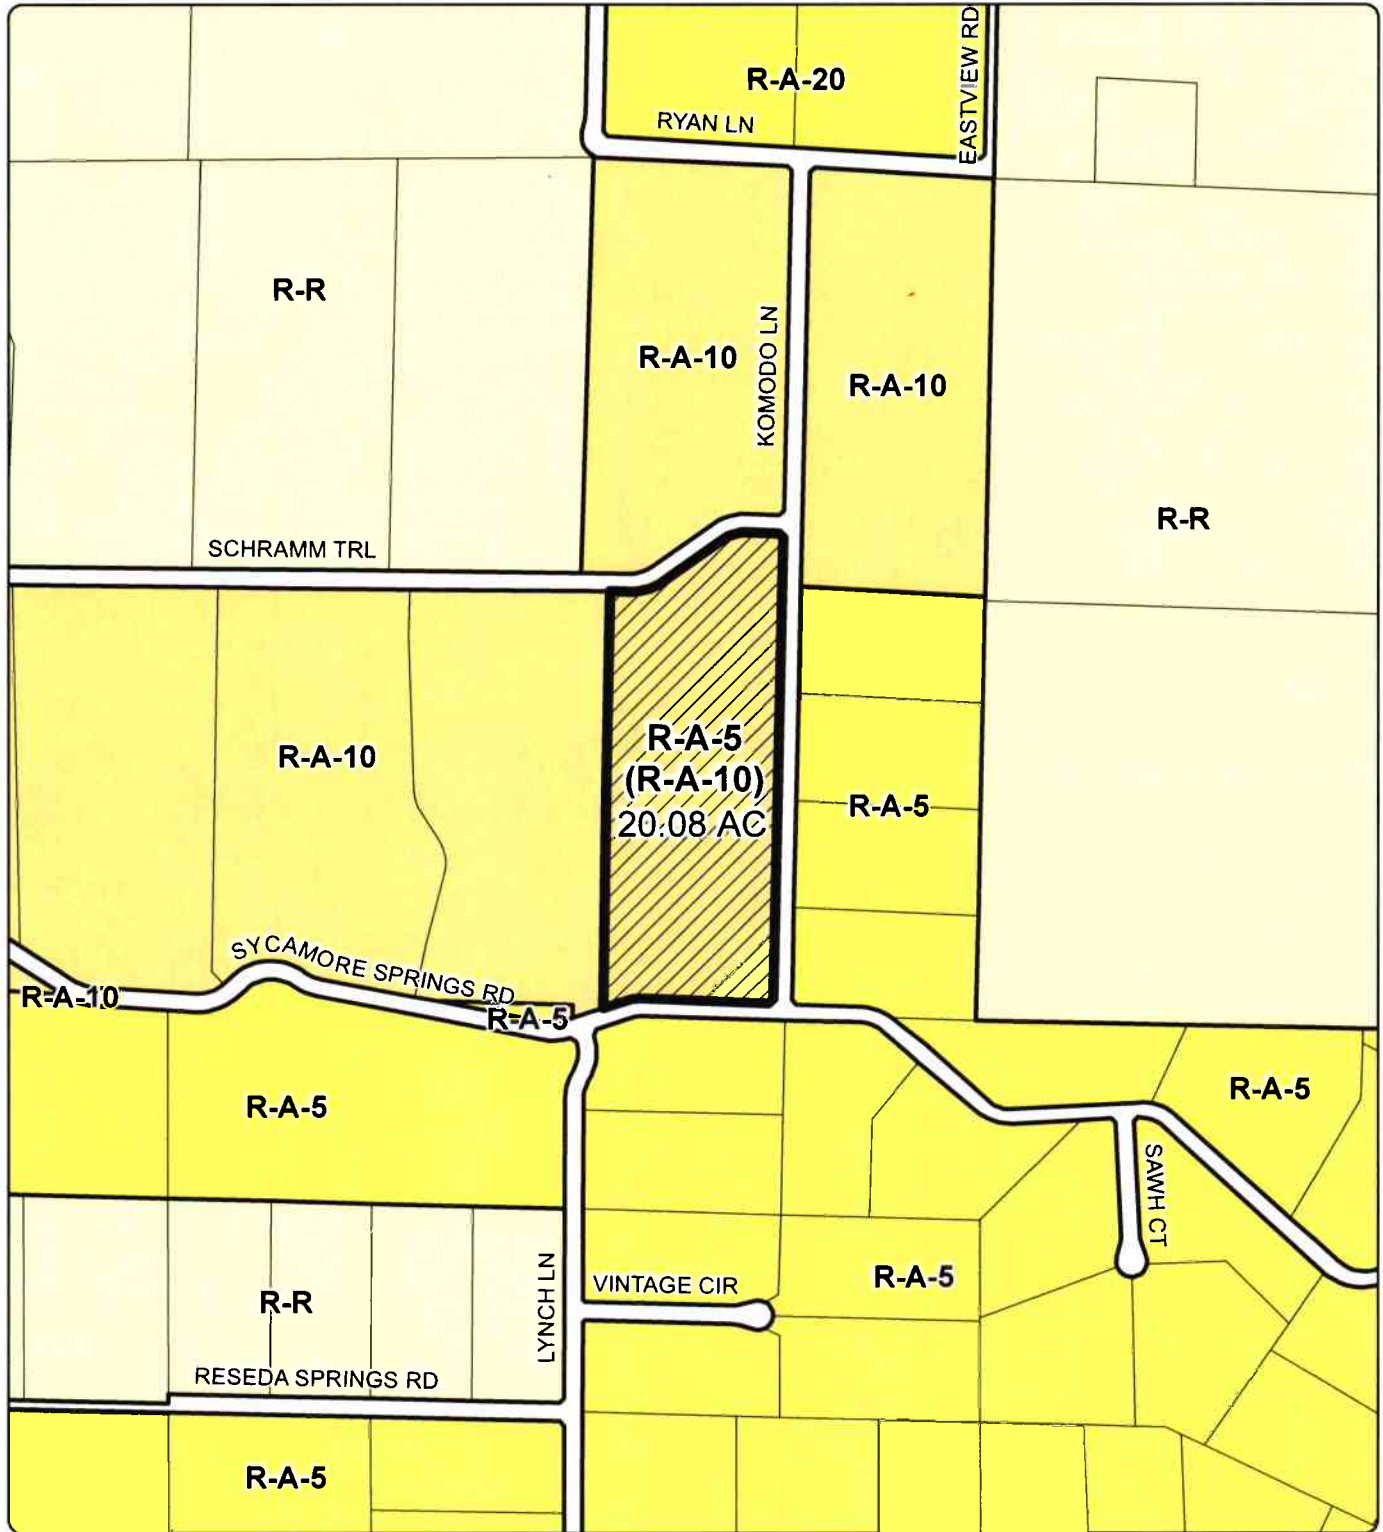 R-A-20
EASTVIEW RD
RYAN LN
R-R
R-A-10
KOMODO LN
R-A-10
R-R
SCHRAMM TRL
R-A-5
(R-A-10)
20.08 AC
R-A-10
R-A-5
SYCAMORE SPRINGS RD
R-A-10
R-A-5
R-A-5
R-A-5
SAWH CT
R-A-5
VINTAGE CIR
LYNCH LN
R-R
RESEDA SPRINGS RD
R-A-5